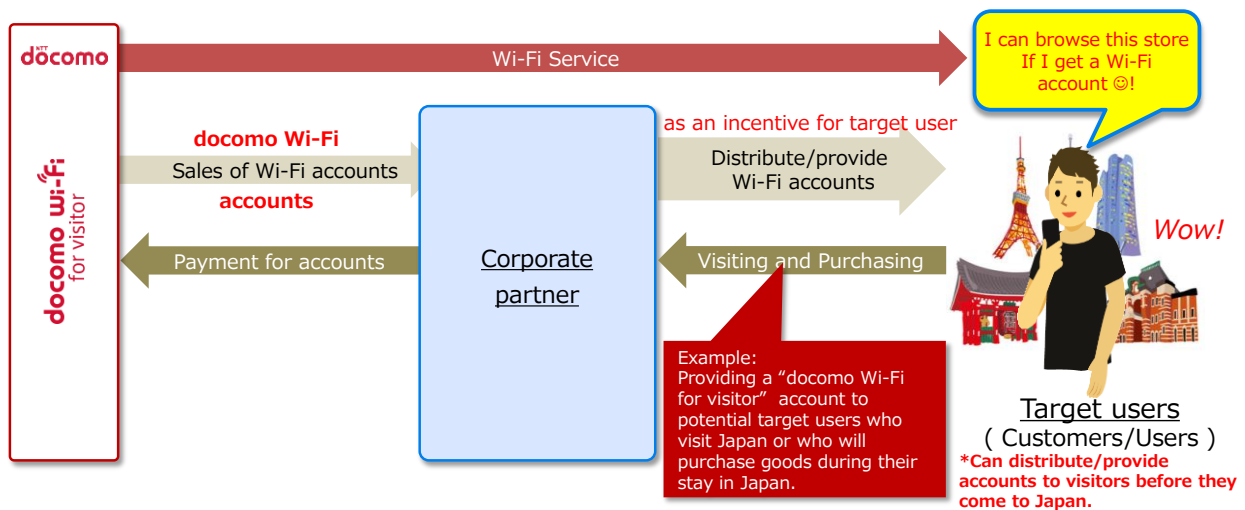 NTT
docomo
docomo Wi-Fi
for visitor
Wi-Fi Service
docomo Wi-Fi
Sales of Wi-Fi accounts
accounts
Payment for accounts
Corporate
partner
as an incentive for target user
Distribute/provide
Wi-Fi accounts
Visiting and Purchasing
Example:
Providing a “docomo Wi-Fi
for visitor” account to
potential target users who
visit Japan or who will
purchase goods during their
stay in Japan.
I can browse this store
If I get a Wi-Fi
account ☺!
Wow!
Target users
( Customers/Users )
*Can distribute/provide
accounts to visitors before they
come to Japan.